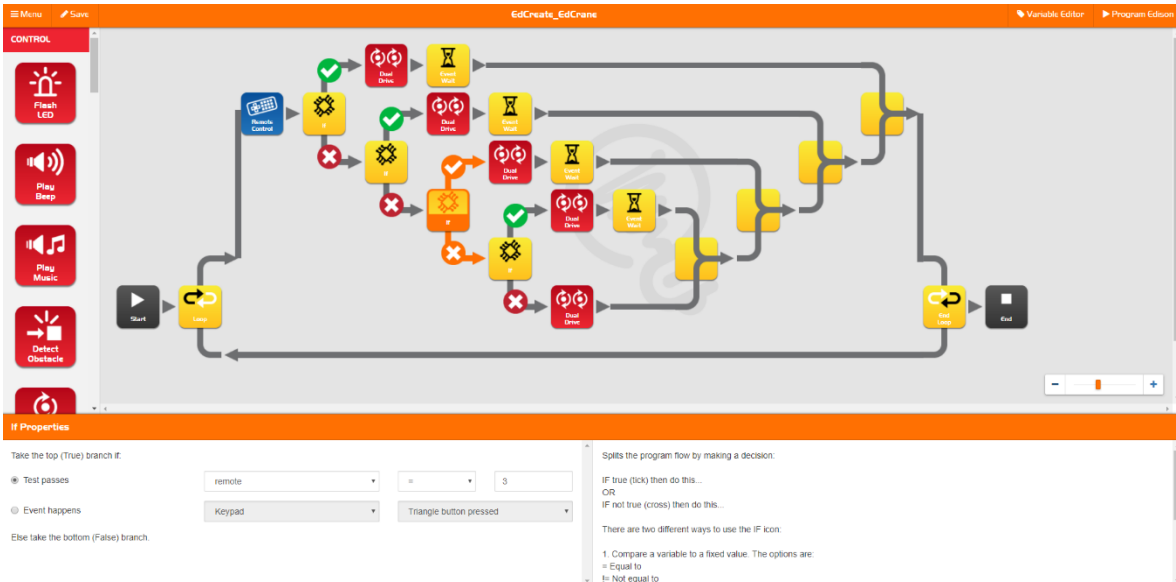 Menu
Save
EdCreate_EdCrane
Variable Editor
Program Edison
CONTROL
Flash
LED
Play
Beep
Play
Music
Detect
Obstacle
Dual
Drive
Event
Wait
Remote
Control
If
Dual
Drive
Event
Wait
If
Dual
Drive
Event
Wait
If
Dual
Drive
Event
Wait
If
Start
Loop
Dual
Drive
End
Loop
End
If Properties
Take the top (True) branch if:
Test passes
remote
=
3
Event happens
Keypad
Triangle button pressed
Else take the bottom (False) branch.
Splits the program flow by making a decision:
IF true (tick) then do this...
OR
IF not true (cross) then do this...
There are two different ways to use the IF icon:
1. Compare a variable to a fixed value. The options are:
= Equal to
!= Not equal to